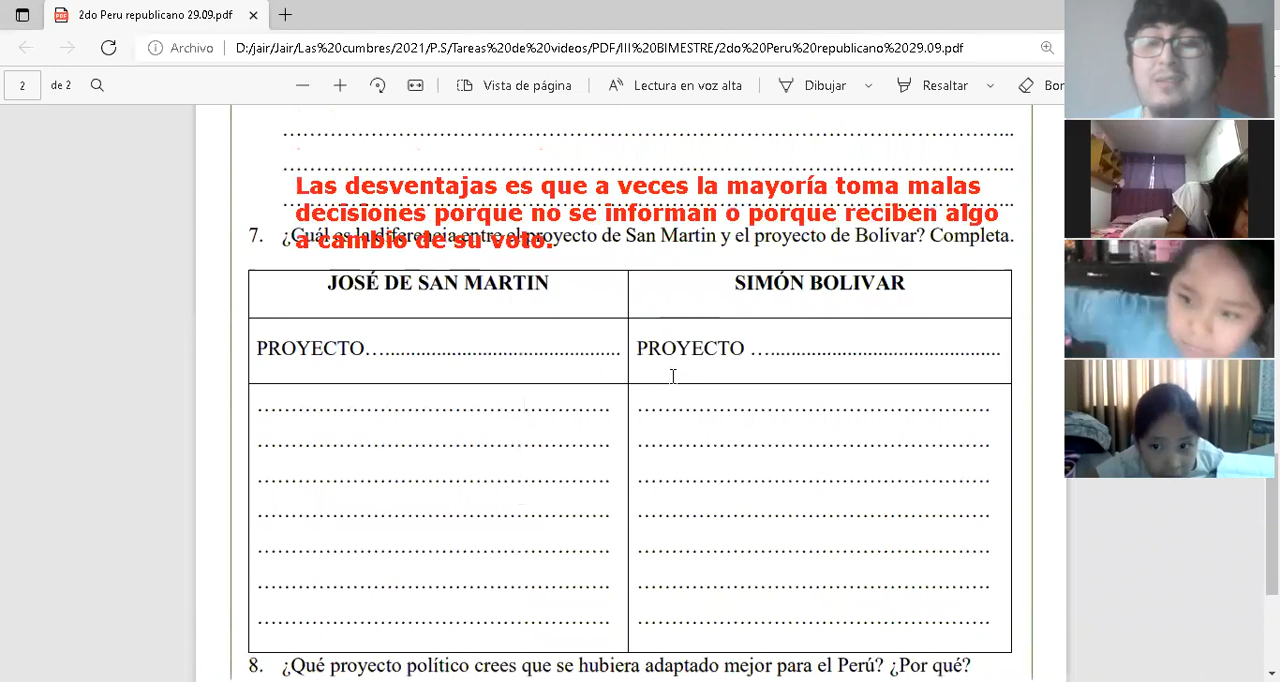 2do Peru republicano 29.09.pdf
Archivo D:/jair/Jair/Las%20cumbres/2021/P.S/Tareas%20de%20videos/PDF/III%20BIMESTRE/2do%20Peru%20republicano%2029.09.pdf
2 de 2 Vista de página Lectura en voz alta Dibujar Resaltar Bor
Las desventajas es que a veces la mayoría toma malas
decisiones porque no se informan o porque reciben algo
a cambio de su voto.
7. ¿Cuál es la diferencia entre el proyecto de San Martin y el proyecto de Bolívar? Completa.
JOSÉ DE SAN MARTIN SIMÓN BOLIVAR
PROYECTO….............................................. PROYECTO ….............................................
8. ¿Qué proyecto político crees que se hubiera adaptado mejor para el Perú? ¿Por qué?